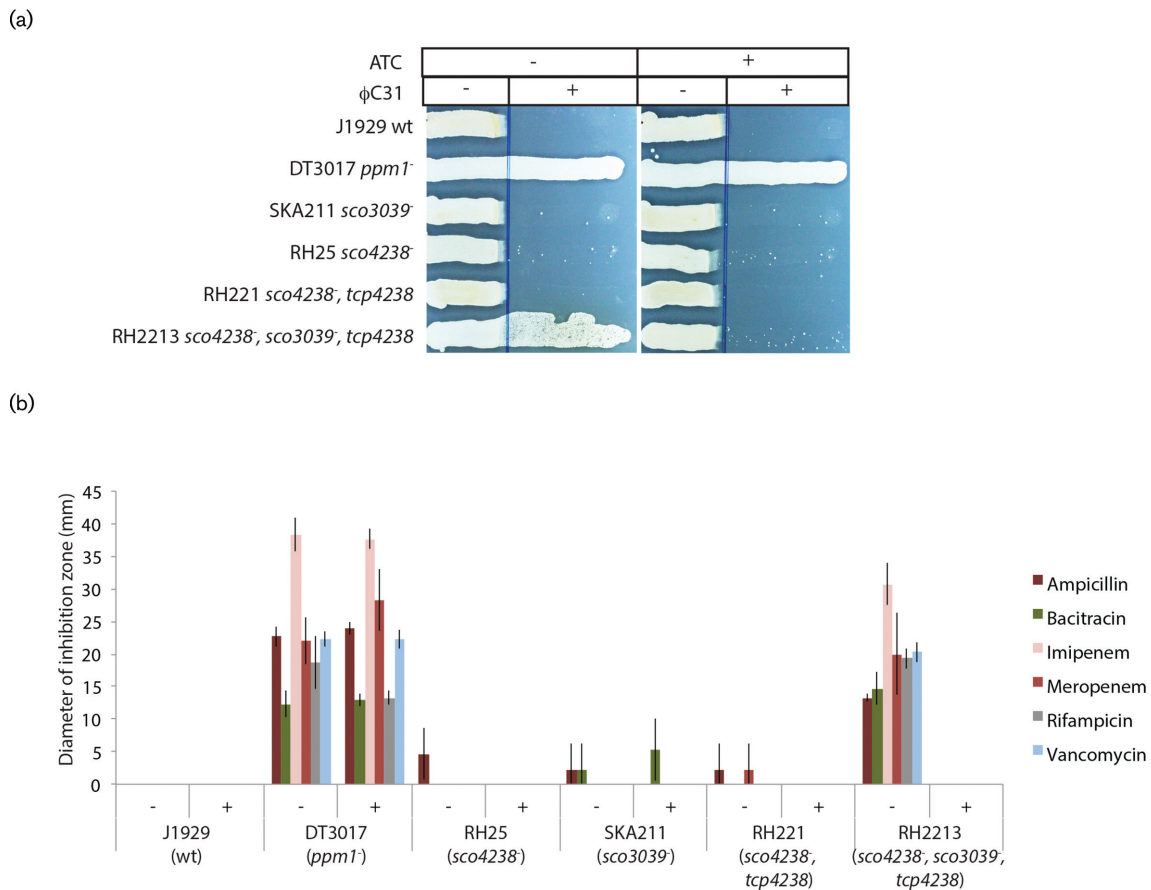 (a)
ATC - +
ϕC31 - + - +
J1929 wt
DT3017 ppm1⁻
SKA211 sco3039⁻
RH25 sco4238⁻
RH221 sco4238⁻, tcp4238
RH2213 sco4238⁻, sco3039⁻, tcp4238
(b)
Diameter of inhibition zone (mm)
45
40
35
30
25
20
15
10
5
0
- + - + - + - + - + - +
J1929 DT3017 RH25 SKA211 RH221 RH2213
(wt) (ppm1⁻) (sco4238⁻) (sco3039⁻) (sco4238⁻, (sco4238⁻, sco3039⁻,
tcp4238) tcp4238)
Ampicillin
Bacitracin
Imipenem
Meropenem
Rifampicin
Vancomycin